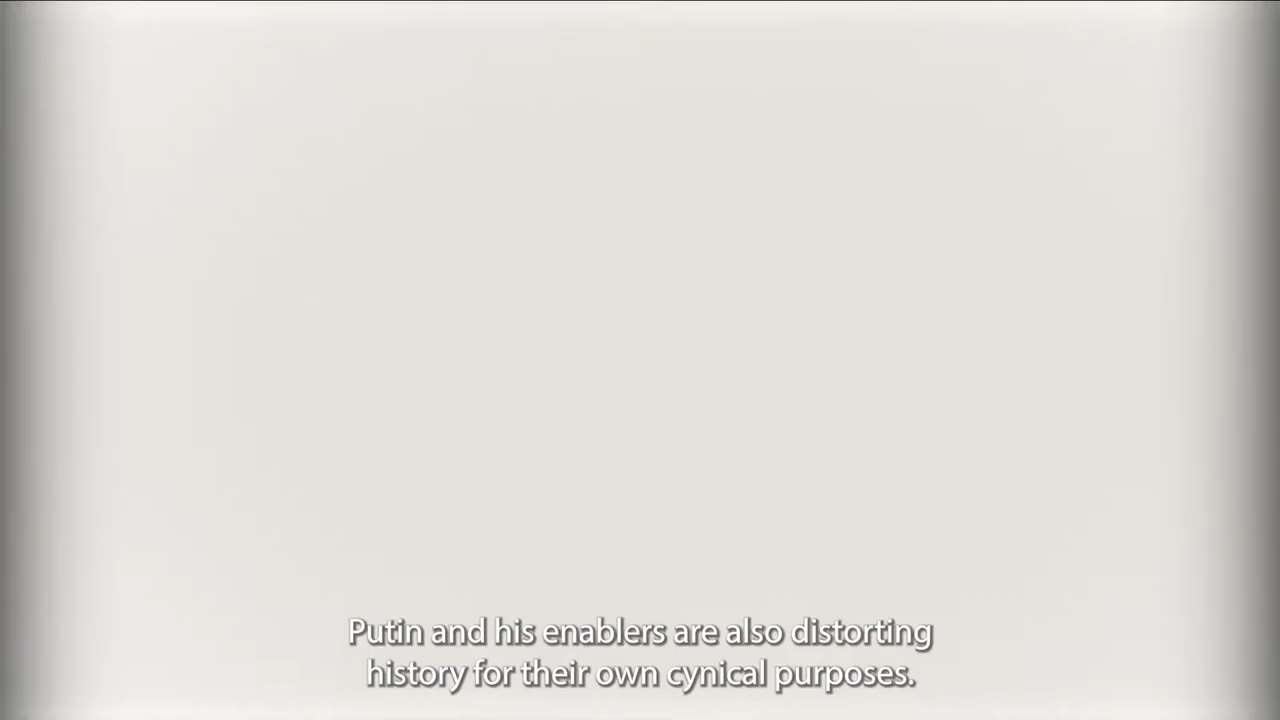 Putin and his enablers are also distorting
history for their own cynical purposes.